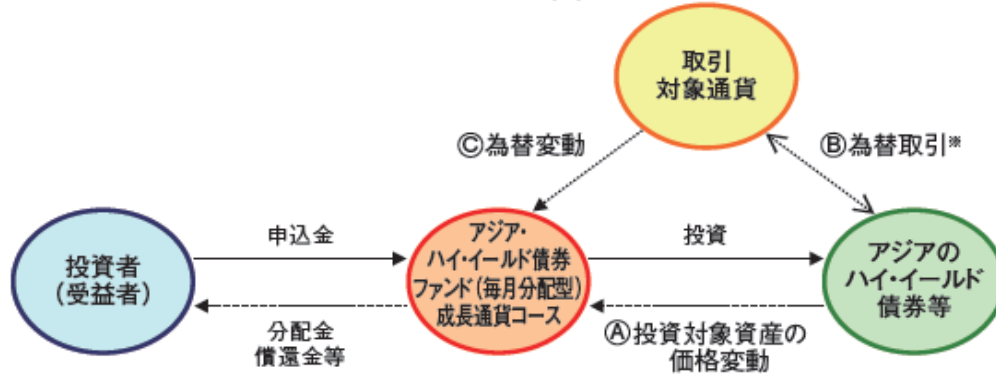 取引
対象通貨
Ⓒ為替変動
Ⓑ為替取引※
申込金
投資
投資者
(受益者)
アジア・
ハイ・イールド債券
ファンド(毎月分配型)
成長通貨コース
アジアの
ハイ・イールド
債券等
分配金
償還金等
Ⓐ投資対象資産の
価格変動